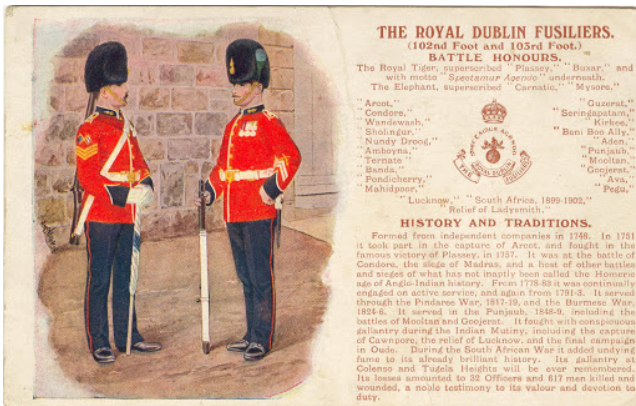 THE ROYAL DUBLIN FUSILIERS.
(102nd Foot and 103rd Foot.)
BATTLE HONOURS.
The Royal Tiger, superscribed "Plassey," "Buxar," and
with motto "Spectamur Agendo" underneath.
The Elephant, superscribed "Carnatic," "Mysore."
"Arcot,"
Condore,
Wandewash,
Sholingur,
Nundy Droog,
Amboyna,
Ternate
Banda,
Pondicherry,
Mahidpoor,"
SPECTAMUR AGENDO
THE ROYAL DUBLIN FUSILIERS
"Guzerat,"
Seringapatam,"
Kirkee,"
"Beni Boo Ally,"
"Aden,"
"Punjaub,"
"Mooltan,"
"Goojerat,"
"Ava,"
"Pegu,"
"Lucknow," "South Africa, 1899-1902,"
"Relief of Ladysmith."
HISTORY AND TRADITIONS.
Formed from independent companies in 1748. In 1751
it took part in the capture of Arcot, and fought in the
famous victory of Plassey, in 1757. It was at the battle of
Condore, the siege of Madras, and a host of other battles
and sieges of what has not inaptly been called the Homeric
age of Anglo-Indian history. From 1778-83 it was continually
engaged on active service, and again from 1791-3. It served
through the Pindaree War, 1817-19, and the Burmese War,
1824-6. It served in the Punjaub, 1848-9, including the
battles of Mooltan and Goojerat. It fought with conspicuous
gallantry during the Indian Mutiny, including the capture
of Cawnpore, the relief of Lucknow, and the final campaign
in Oude. During the South African War it added undying
fame to its already brilliant history. Its gallantry at
Colenso and Tugela Heights will be ever remembered.
Its losses amounted to 32 Officers and 617 men killed and
wounded, a noble testimony to its valour and devotion to
duty.